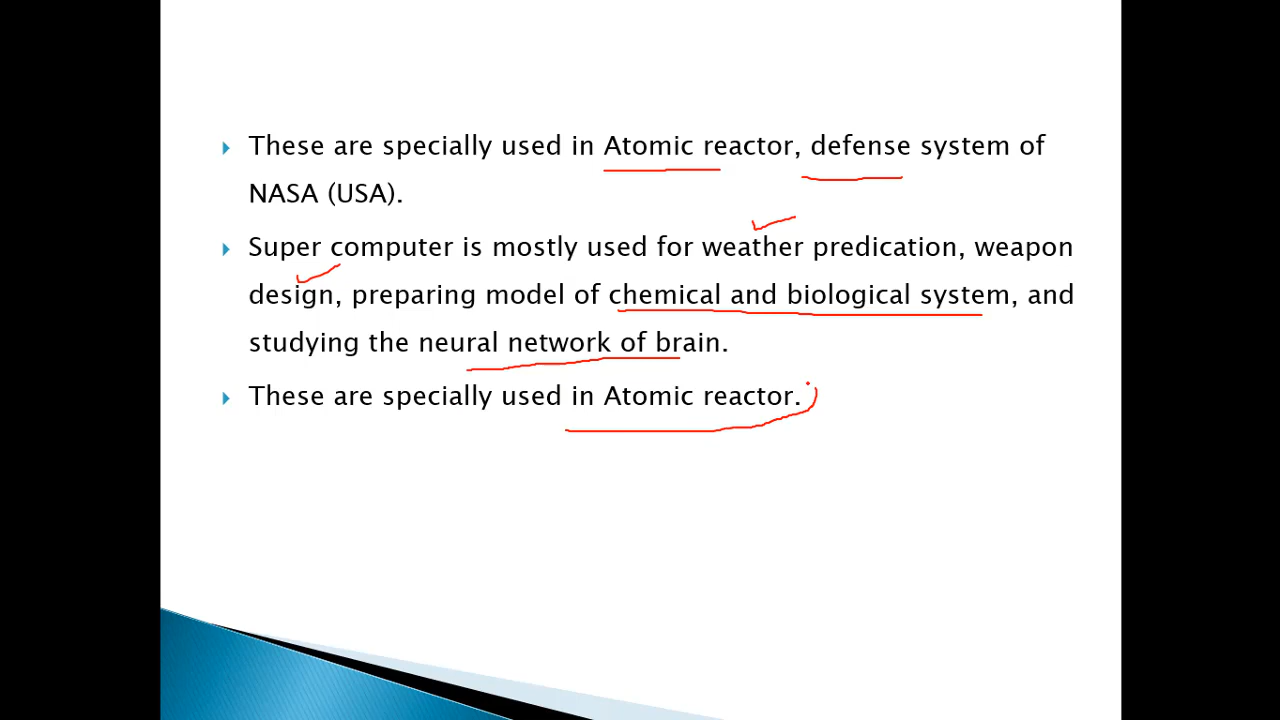 These are specially used in Atomic reactor, defense system of
NASA (USA).
Super computer is mostly used for weather predication, weapon
design, preparing model of chemical and biological system, and
studying the neural network of brain.
These are specially used in Atomic reactor.